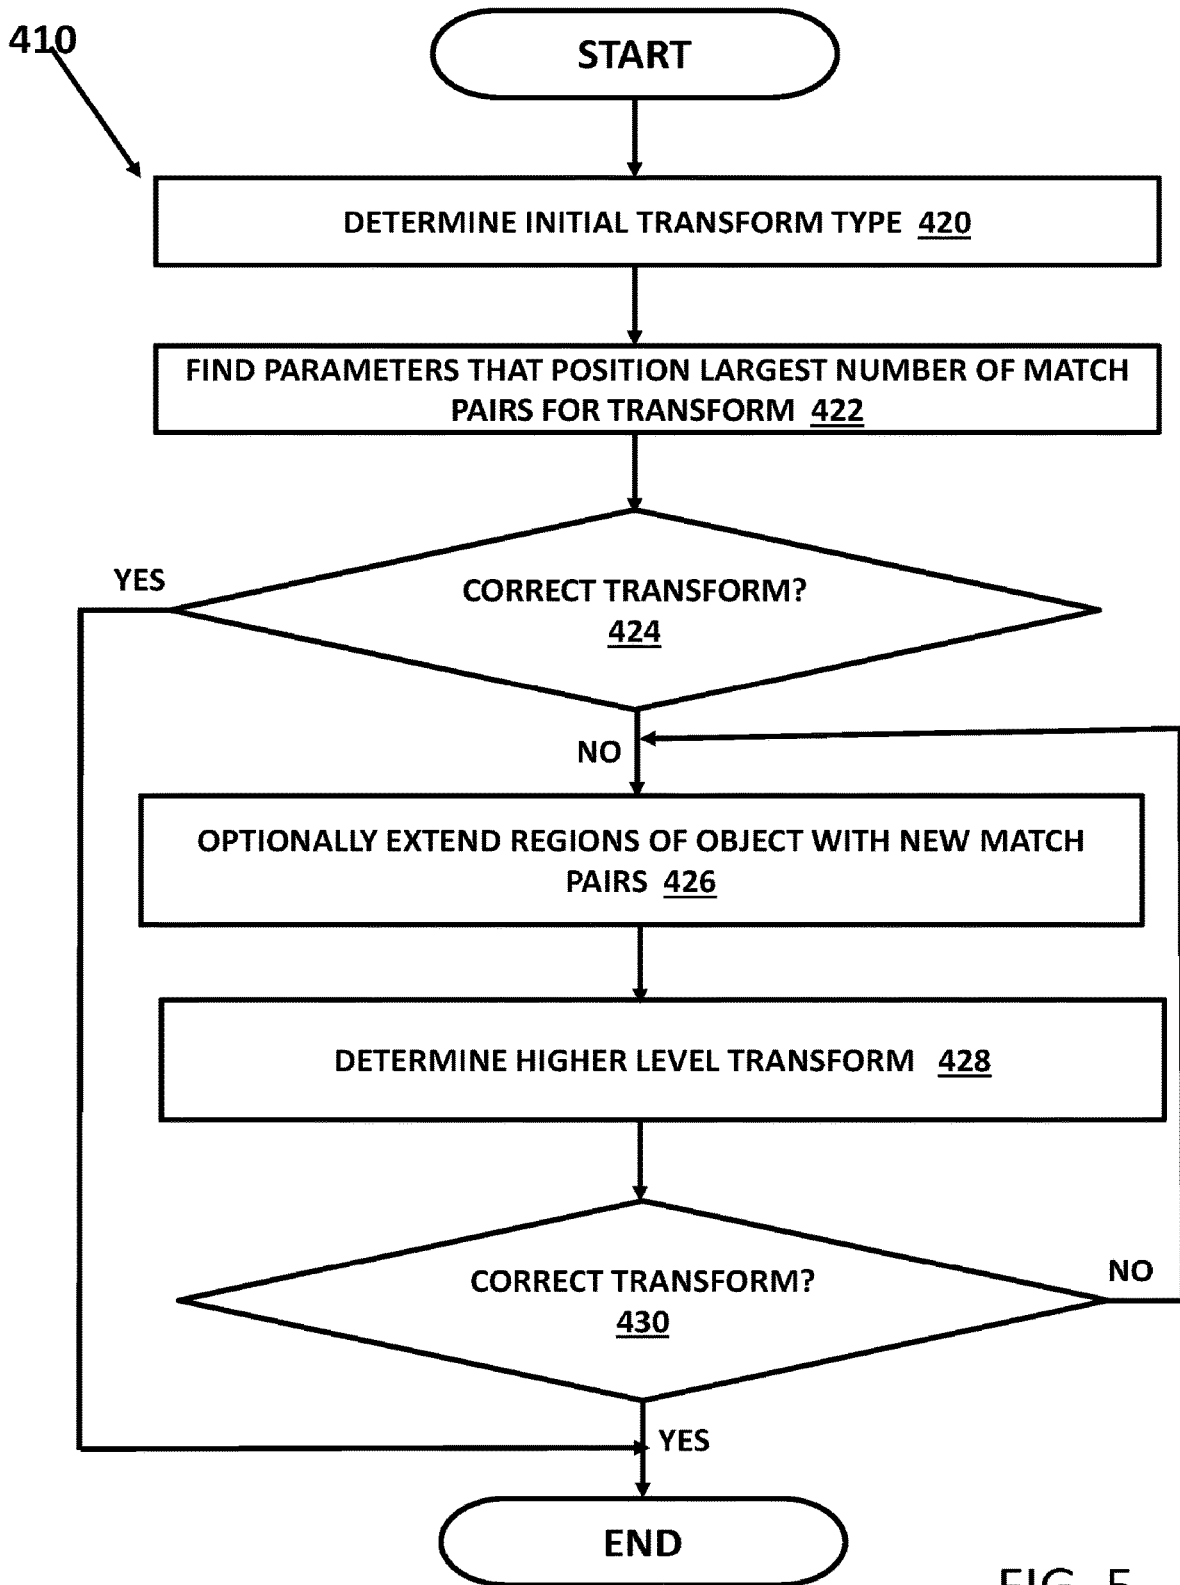 410
START
DETERMINE INITIAL TRANSFORM TYPE 420
FIND PARAMETERS THAT POSITION LARGEST NUMBER OF MATCH
PAIRS FOR TRANSFORM 422
YES
CORRECT TRANSFORM?
424
NO
OPTIONALLY EXTEND REGIONS OF OBJECT WITH NEW MATCH
PAIRS 426
DETERMINE HIGHER LEVEL TRANSFORM 428
CORRECT TRANSFORM?
430
NO
YES
END
FIG. 5